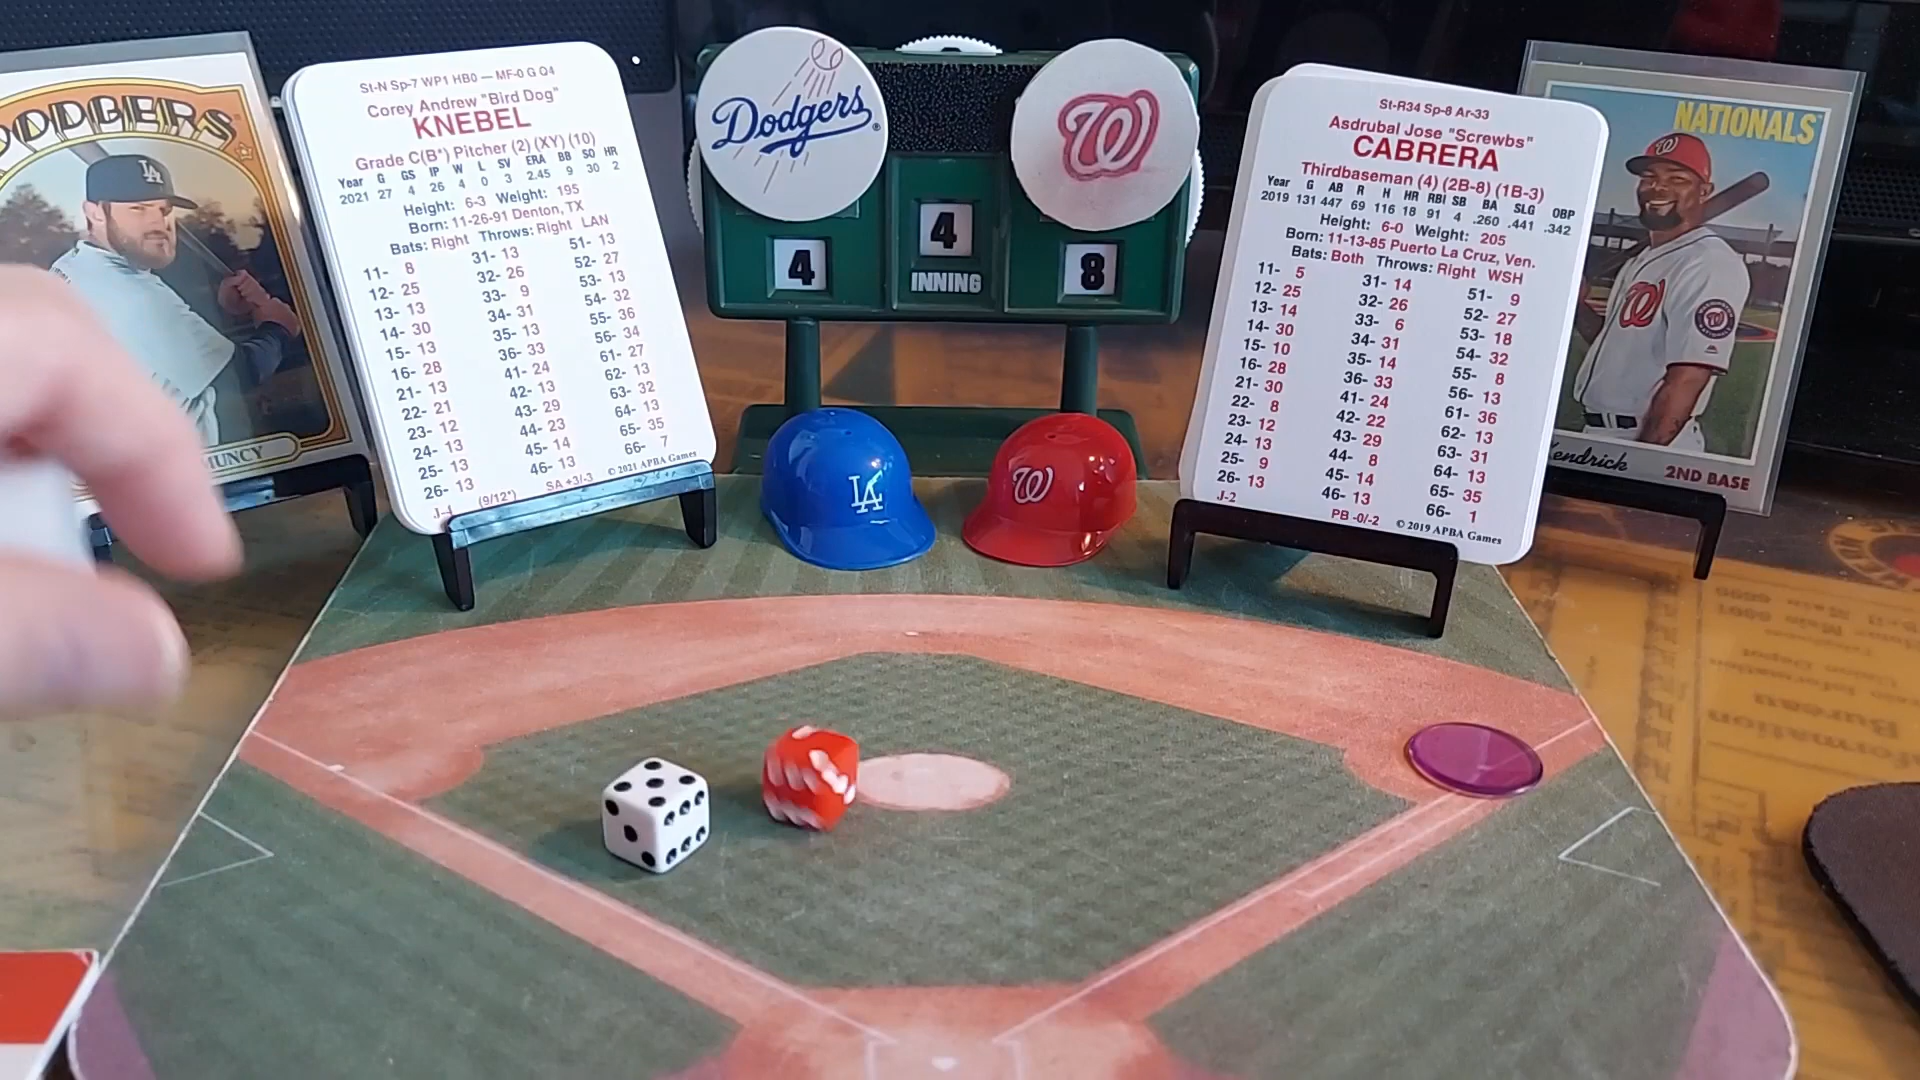 DODGERS
MUNCY
St-N Sp-7 WP1 HB0 — MF-0 G Q4
Corey Andrew "Bird Dog"
KNEBEL
Grade C(B*) Pitcher (2) (XY) (10)
Year G GS IP W L SV ERA BB SO HR
2021 27 4 26 4 0 3 2.45 9 30 2
Height: 6-3 Weight: 195
Born: 11-26-91 Denton, TX
Bats: Right Throws: Right LAN
11- 8 31- 13 51- 13
12- 25 32- 26 52- 27
13- 13 33- 9 53- 13
14- 30 34- 31 54- 32
15- 13 35- 13 55- 36
16- 28 36- 33 56- 34
21- 13 41- 24 61- 27
22- 21 42- 13 62- 13
23- 12 43- 29 63- 32
24- 13 44- 23 64- 13
25- 13 45- 14 65- 35
26- 13 46- 13 66- 7
J-4 (9/12*) SA +3/-3 © 2021 APBA Games
Dodgers
W
4
4
INNING
8
LA
W
St-R34 Sp-8 Ar-33
Asdrubal Jose "Screwbs"
CABRERA
Thirdbaseman (4) (2B-8) (1B-3)
Year G AB R H HR RBI SB BA SLG OBP
2019 131 447 69 116 18 91 4 .260 .441 .342
Height: 6-0 Weight: 205
Born: 11-13-85 Puerto La Cruz, Ven.
Bats: Both Throws: Right WSH
11- 5 31- 14 51- 9
12- 25 32- 26 52- 27
13- 14 33- 6 53- 18
14- 30 34- 31 54- 32
15- 10 35- 14 55- 8
16- 28 36- 33 56- 13
21- 30 41- 24 61- 36
22- 8 42- 22 62- 13
23- 12 43- 29 63- 31
24- 13 44- 8 64- 13
25- 9 45- 14 65- 35
26- 13 46- 13 66- 1
J-2 PB -0/-2 © 2019 APBA Games
NATIONALS
W
Kendrick
2ND BASE
Information
Bureau